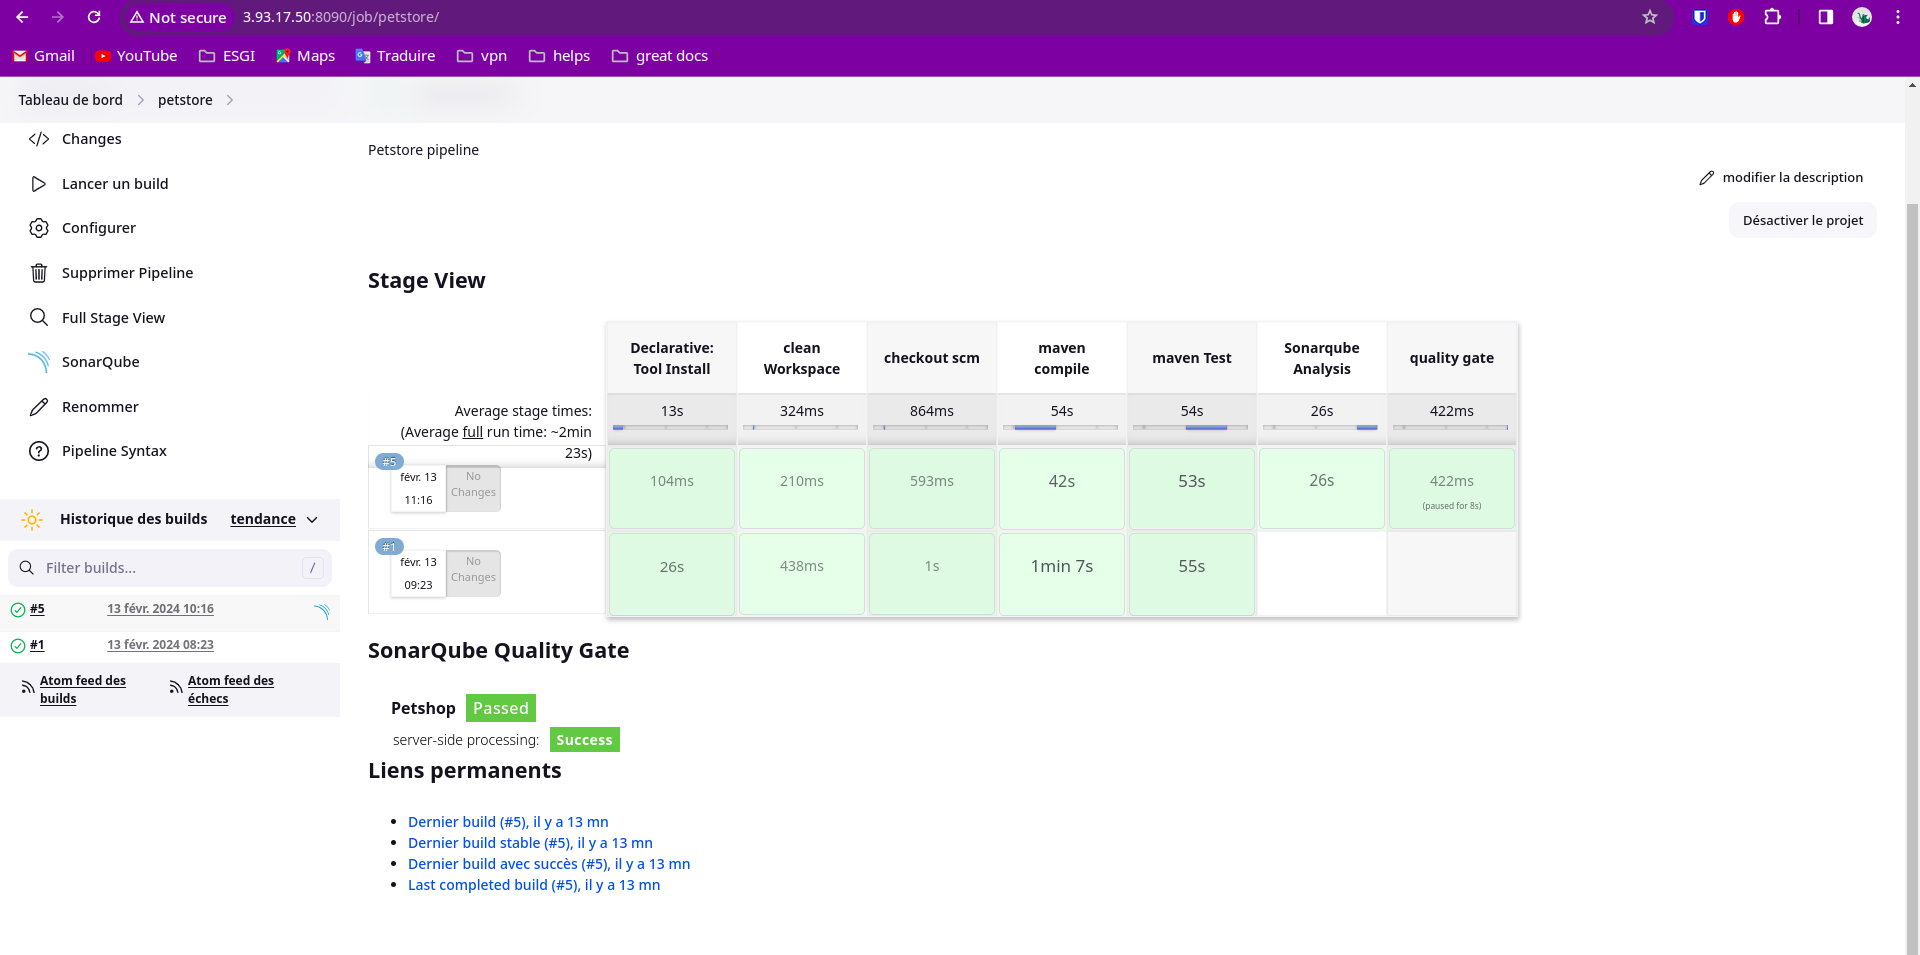 Not secure 3.93.17.50:8090/job/petstore/
Gmail YouTube ESGI Maps Traduire vpn helps great docs
Tableau de bord petstore
Changes
Lancer un build
Configurer
Supprimer Pipeline
Full Stage View
SonarQube
Renommer
Pipeline Syntax
Historique des builds tendance
Filter builds... /
#5 13 févr. 2024 10:16
#1 13 févr. 2024 08:23
Atom feed des builds
Atom feed des échecs
Petstore pipeline
modifier la description
Désactiver le projet
Stage View
Declarative: Tool Install
clean Workspace
checkout scm
maven compile
maven Test
Sonarqube Analysis
quality gate
Average stage times:
(Average full run time: ~2min
23s)
13s 324ms 864ms 54s 54s 26s 422ms
#5
févr. 13
11:16
No
Changes
104ms 210ms 593ms 42s 53s 26s 422ms
(paused for 8s)
#1
févr. 13
09:23
No
Changes
26s 438ms 1s 1min 7s 55s
SonarQube Quality Gate
Petshop Passed
server-side processing: Success
Liens permanents
Dernier build (#5), il y a 13 mn
Dernier build stable (#5), il y a 13 mn
Dernier build avec succès (#5), il y a 13 mn
Last completed build (#5), il y a 13 mn